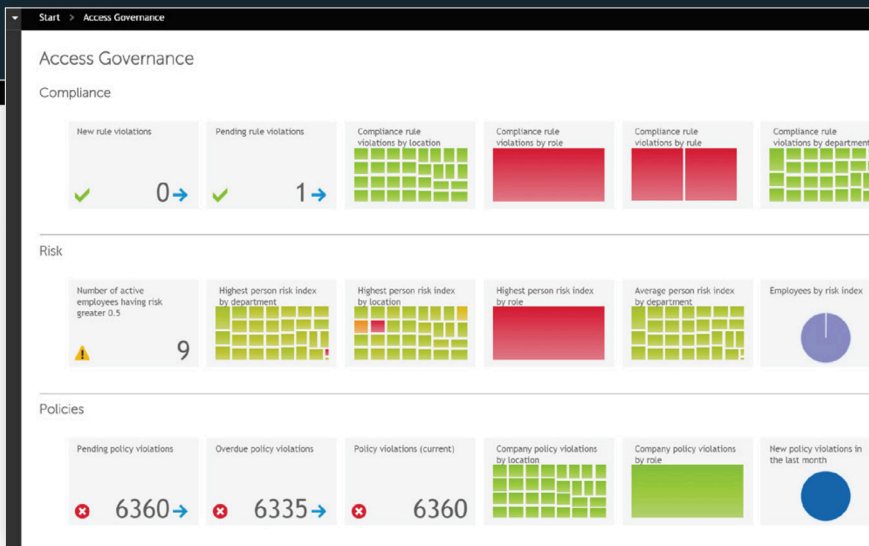 Start > Access Governance
Access Governance
Compliance
New rule violations
0
Pending rule violations
1
Compliance rule
violations by location
Compliance rule
violations by role
Compliance rule
violations by rule
Compliance rule
violations by department
Risk
Number of active
employees having risk
greater 0.5
9
Highest person risk index
by department
Highest person risk index
by location
Highest person risk index
by role
Average person risk index
by department
Employees by risk index
Policies
Pending policy violations
6360
Overdue policy violations
6335
Policy violations (current)
6360
Company policy violations
by location
Company policy violations
by role
New policy violations in
the last month